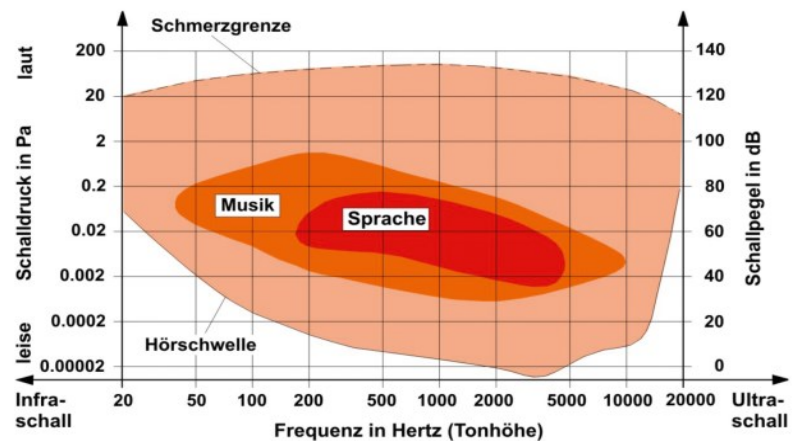 Schmerzgrenze
laut
200
20
2
0.2
0.02
0.002
0.0002
0.00002
leise
Schalldruck in Pa
140
120
100
80
60
40
20
0
Schallpegel in dB
Musik
Sprache
Hörschwelle
Infra-
schall
20
50
100
200
500
1000
2000
5000
10000
20000
Ultra-
schall
Frequenz in Hertz (Tonhöhe)